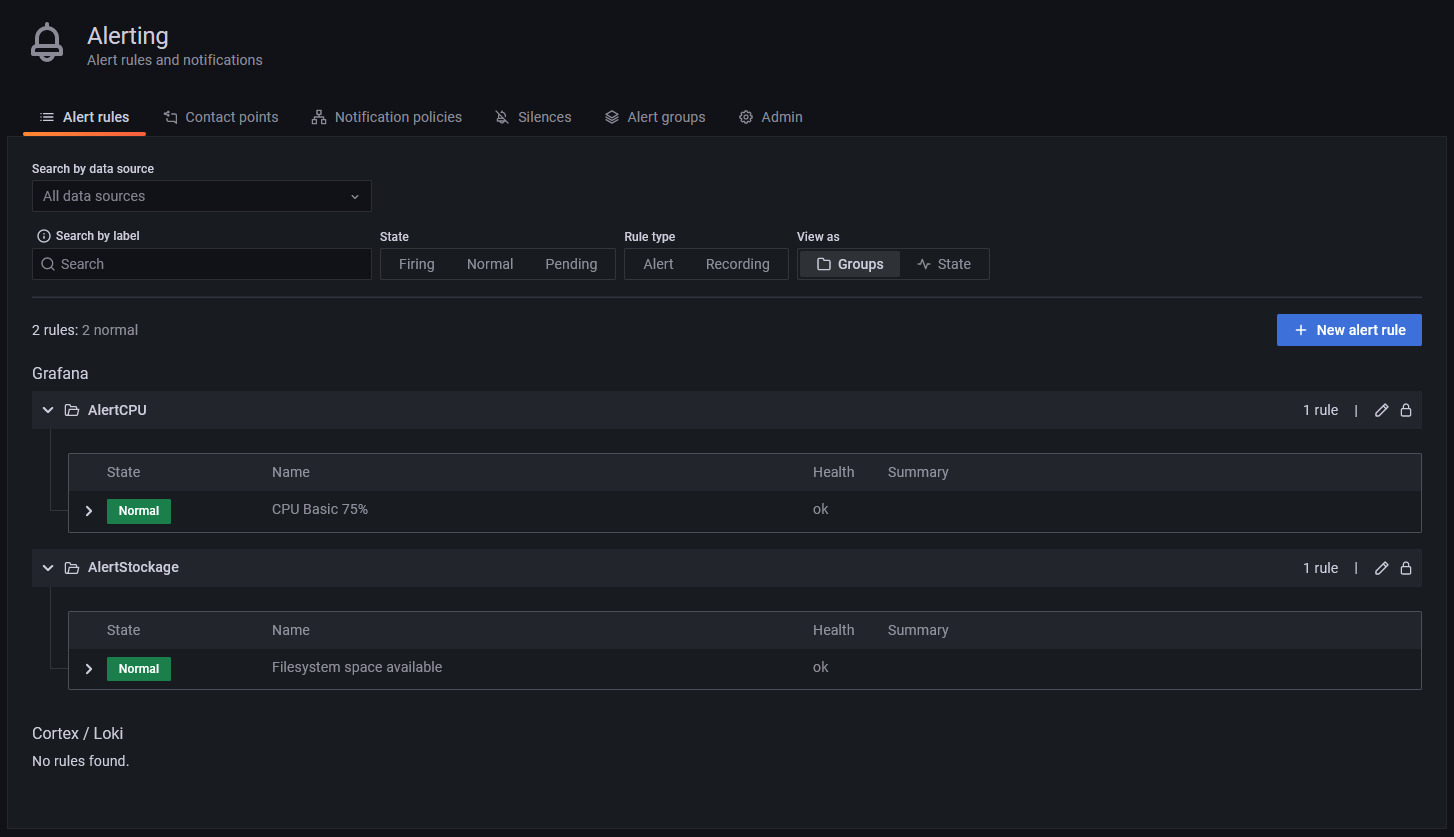 Alerting
Alert rules and notifications
Alert rules Contact points Notification policies Silences Alert groups Admin
Search by data source
All data sources
Search by label State Rule type View as
Search Firing Normal Pending Alert Recording Groups State
2 rules: 2 normal + New alert rule
Grafana
AlertCPU 1 rule |
State Name Health Summary
Normal CPU Basic 75% ok
AlertStockage 1 rule |
State Name Health Summary
Normal Filesystem space available ok
Cortex / Loki
No rules found.